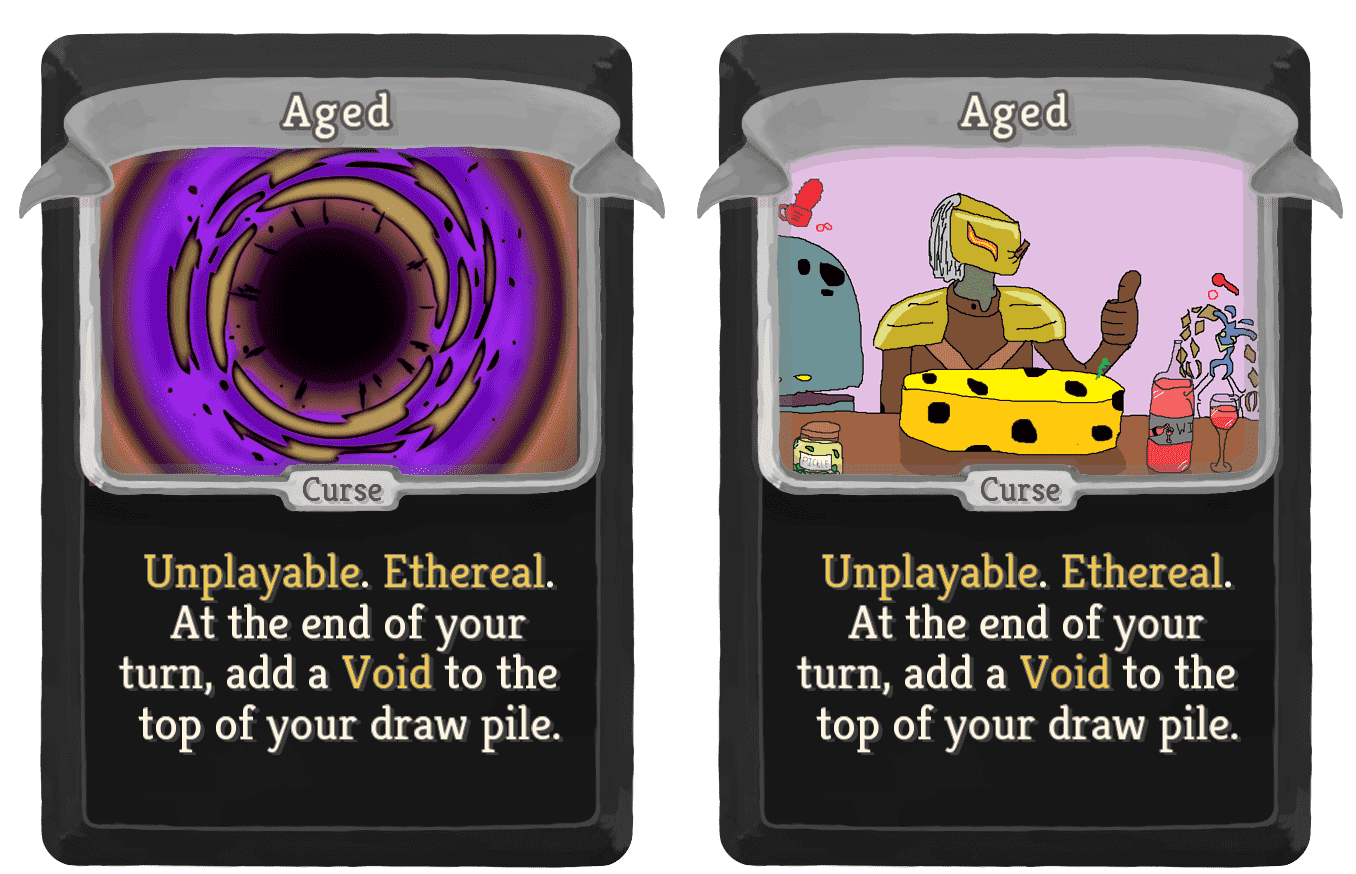 Aged
Curse
Unplayable. Ethereal.
At the end of your
turn, add a Void to the
top of your draw pile.
Aged
PICKLE
WI
Curse
Unplayable. Ethereal.
At the end of your
turn, add a Void to the
top of your draw pile.